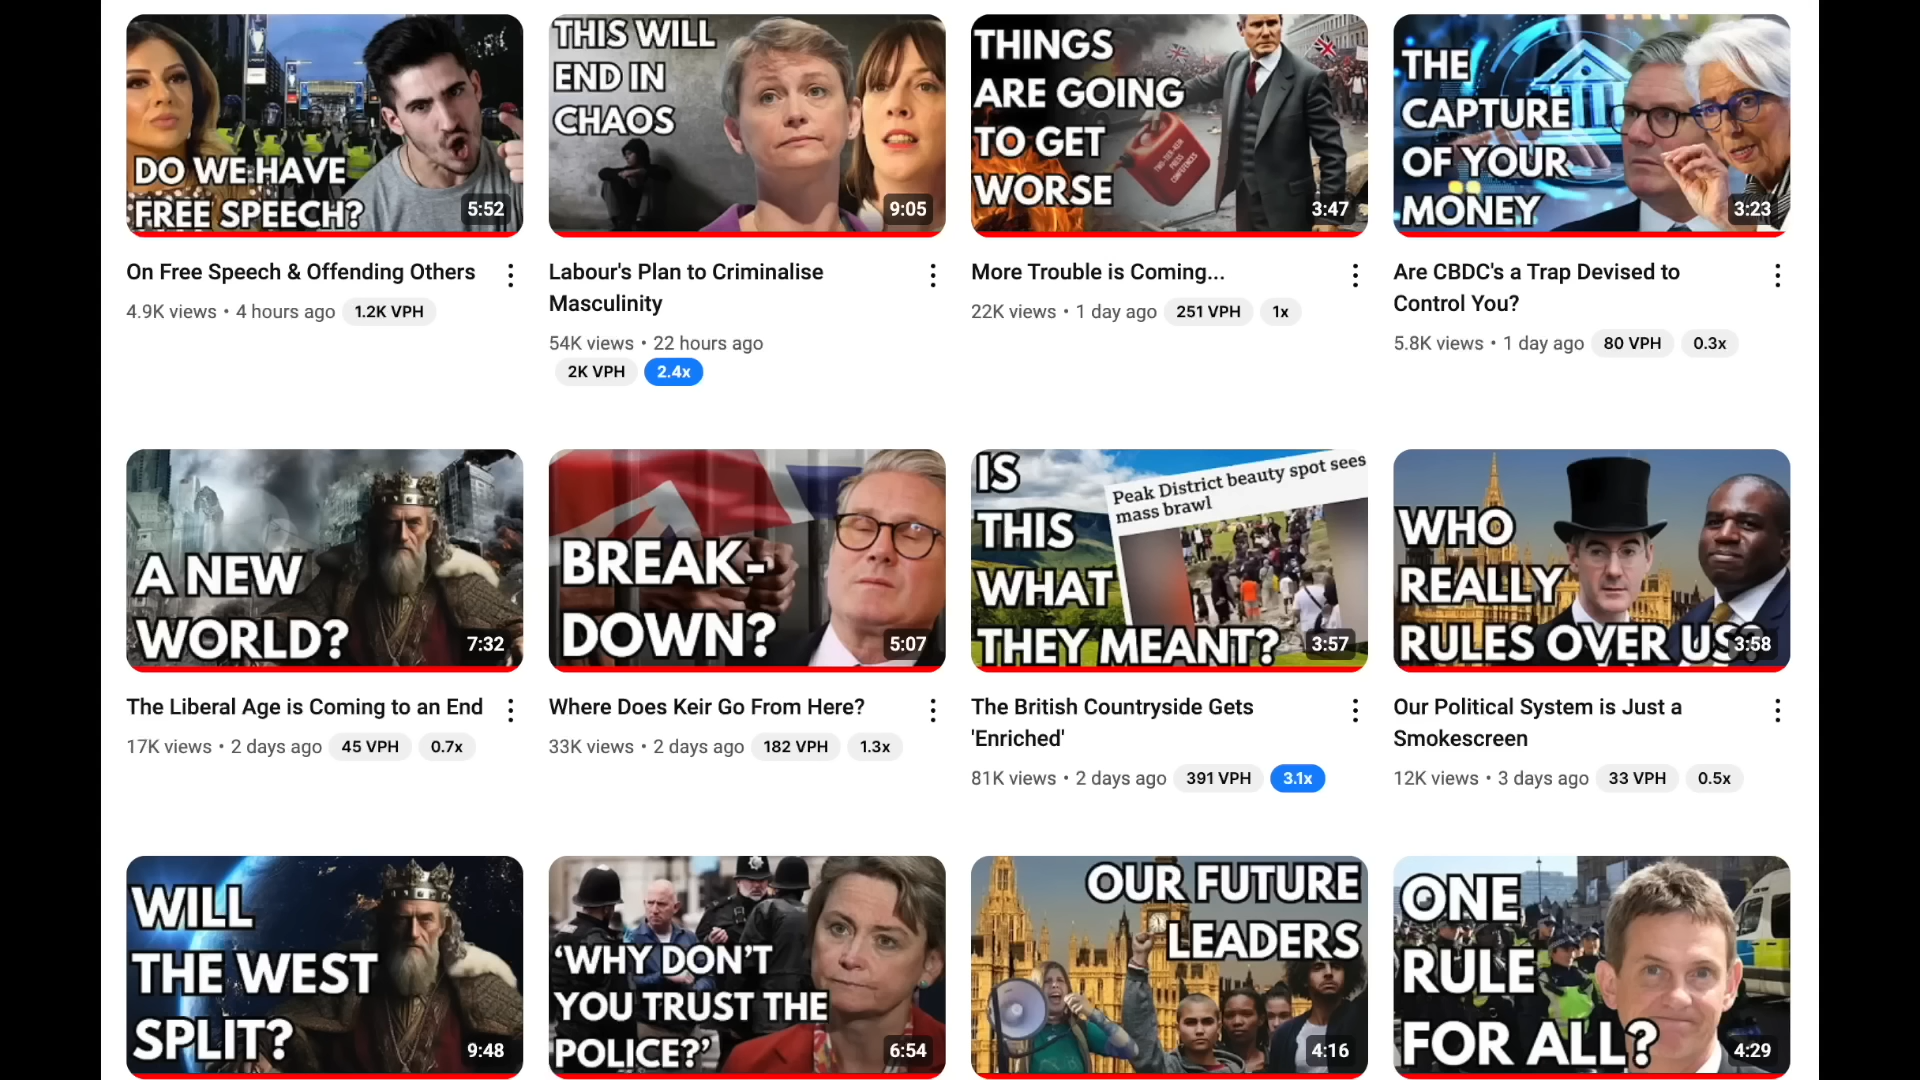 DO WE HAVE
FREE SPEECH?
5:52
On Free Speech & Offending Others
4.9K views • 4 hours ago 1.2K VPH
THIS WILL
END IN
CHAOS
9:05
Labour's Plan to Criminalise
Masculinity
54K views • 22 hours ago
2K VPH 2.4x
THINGS
ARE GOING
TO GET
WORSE
TWO-TIER-KEIR
PRESS
CONFERENCES
3:47
More Trouble is Coming...
22K views • 1 day ago 251 VPH 1x
THE
CAPTURE
OF YOUR
MONEY
3:23
Are CBDC's a Trap Devised to
Control You?
5.8K views • 1 day ago 80 VPH 0.3x
A NEW
WORLD?
7:32
The Liberal Age is Coming to an End
17K views • 2 days ago 45 VPH 0.7x
BREAK-
DOWN?
5:07
Where Does Keir Go From Here?
33K views • 2 days ago 182 VPH 1.3x
IS
THIS
WHAT
THEY MEANT?
Peak District beauty spot sees
mass brawl
3:57
The British Countryside Gets
'Enriched'
81K views • 2 days ago 391 VPH 3.1x
WHO
REALLY
RULES OVER US?
3:58
Our Political System is Just a
Smokescreen
12K views • 3 days ago 33 VPH 0.5x
WILL
THE WEST
SPLIT?
9:48
‘WHY DON’T
YOU TRUST THE
POLICE?’
6:54
OUR FUTURE
LEADERS
4:16
ONE
RULE
FOR ALL?
4:29